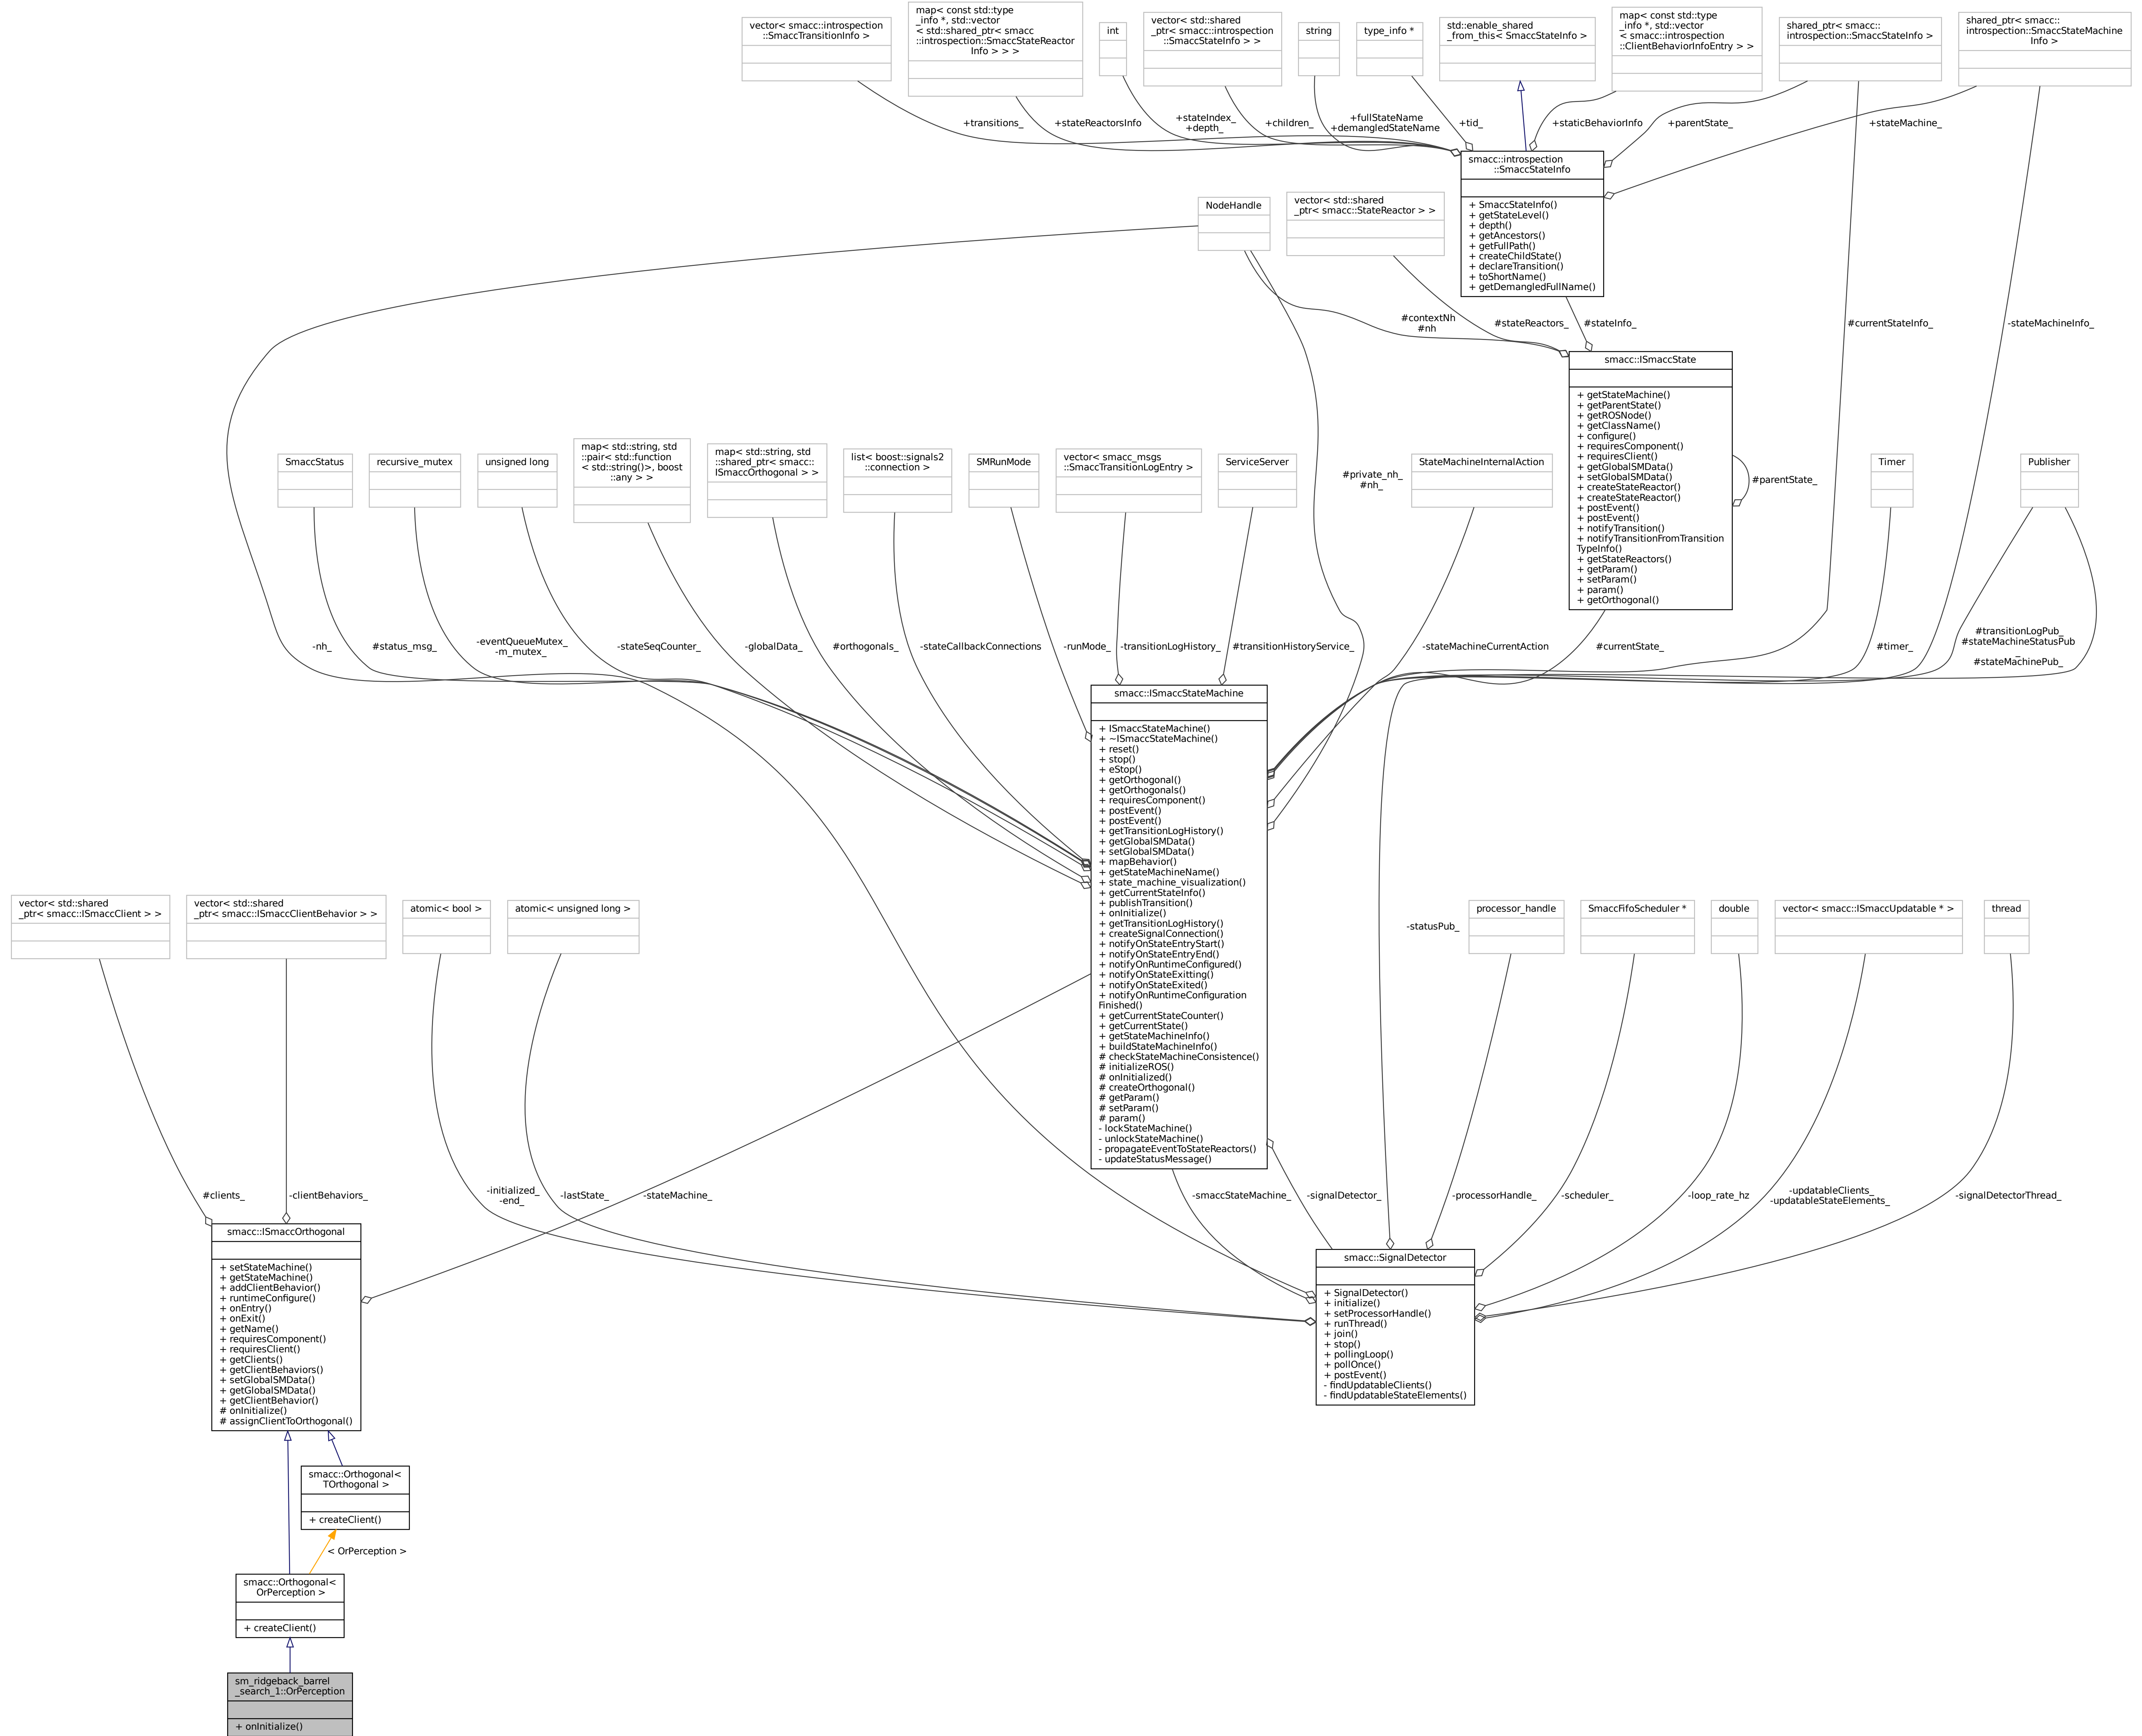 vector< smacc::introspection
::SmaccTransitionInfo >
map< const std::type
_info *, std::vector
< std::shared_ptr< smacc
::introspection::SmaccStateReactor
Info > > >
int
vector< std::shared
_ptr< smacc::introspection
::SmaccStateInfo > >
string
type_info *
std::enable_shared
_from_this< SmaccStateInfo >
map< const std::type
_info *, std::vector
< smacc::introspection
::ClientBehaviorInfoEntry > >
shared_ptr< smacc::
introspection::SmaccStateInfo >
shared_ptr< smacc::
introspection::SmaccStateMachine
Info >
+transitions_
+stateReactorsInfo
+stateIndex_
+depth_
+children_
+fullStateName
+demangledStateName
+tid_
+staticBehaviorInfo
+parentState_
+stateMachine_
smacc::introspection
::SmaccStateInfo
+ SmaccStateInfo()
+ getStateLevel()
+ depth()
+ getAncestors()
+ getFullPath()
+ createChildState()
+ declareTransition()
+ toShortName()
+ getDemangledFullName()
NodeHandle
vector< std::shared
_ptr< smacc::StateReactor > >
#contextNh
#nh
#stateReactors_
#stateInfo_
#currentStateInfo_
-stateMachineInfo_
smacc::ISmaccState
+ getStateMachine()
+ getParentState()
+ getROSNode()
+ getClassName()
+ configure()
+ requiresComponent()
+ requiresClient()
+ getGlobalSMData()
+ setGlobalSMData()
+ createStateReactor()
+ createStateReactor()
+ postEvent()
+ postEvent()
+ notifyTransition()
+ notifyTransitionFromTransition
TypeInfo()
+ getStateReactors()
+ getParam()
+ setParam()
+ param()
+ getOrthogonal()
#parentState_
SmaccStatus
recursive_mutex
unsigned long
map< std::string, std
::pair< std::function
< std::string()>, boost
::any > >
map< std::string, std
::shared_ptr< smacc::
ISmaccOrthogonal > >
list< boost::signals2
::connection >
SMRunMode
vector< smacc_msgs
::SmaccTransitionLogEntry >
ServiceServer
#private_nh_
#nh_
StateMachineInternalAction
Timer
Publisher
-nh_
#status_msg_
-eventQueueMutex_
-m_mutex_
-stateSeqCounter_
-globalData_
#orthogonals_
-stateCallbackConnections
-runMode_
-transitionLogHistory_
#transitionHistoryService_
-stateMachineCurrentAction
#currentState_
#timer_
#transitionLogPub_
#stateMachineStatusPub
_
#stateMachinePub_
smacc::ISmaccStateMachine
+ ISmaccStateMachine()
+ ~ISmaccStateMachine()
+ reset()
+ stop()
+ eStop()
+ getOrthogonal()
+ getOrthogonals()
+ requiresComponent()
+ postEvent()
+ postEvent()
+ getTransitionLogHistory()
+ getGlobalSMData()
+ setGlobalSMData()
+ mapBehavior()
+ getStateMachineName()
+ state_machine_visualization()
+ getCurrentStateInfo()
+ publishTransition()
+ onInitialize()
+ getTransitionLogHistory()
+ createSignalConnection()
+ notifyOnStateEntryStart()
+ notifyOnStateEntryEnd()
+ notifyOnRuntimeConfigured()
+ notifyOnStateExitting()
+ notifyOnStateExited()
+ notifyOnRuntimeConfiguration
Finished()
+ getCurrentStateCounter()
+ getCurrentState()
+ getStateMachineInfo()
+ buildStateMachineInfo()
# checkStateMachineConsistence()
# initializeROS()
# onInitialized()
# createOrthogonal()
# getParam()
# setParam()
# param()
- lockStateMachine()
- unlockStateMachine()
- propagateEventToStateReactors()
- updateStatusMessage()
vector< std::shared
_ptr< smacc::ISmaccClient > >
vector< std::shared
_ptr< smacc::ISmaccClientBehavior > >
atomic< bool >
atomic< unsigned long >
-statusPub_
processor_handle
SmaccFifoScheduler *
double
vector< smacc::ISmaccUpdatable * >
thread
#clients_
-clientBehaviors_
-initialized_
-end_
-lastState_
-stateMachine_
-smaccStateMachine_
-signalDetector_
-processorHandle_
-scheduler_
-loop_rate_hz
-updatableClients_
-updatableStateElements_
-signalDetectorThread_
smacc::ISmaccOrthogonal
+ setStateMachine()
+ getStateMachine()
+ addClientBehavior()
+ runtimeConfigure()
+ onEntry()
+ onExit()
+ getName()
+ requiresComponent()
+ requiresClient()
+ getClients()
+ getClientBehaviors()
+ setGlobalSMData()
+ getGlobalSMData()
+ getClientBehavior()
# onInitialize()
# assignClientToOrthogonal()
smacc::SignalDetector
+ SignalDetector()
+ initialize()
+ setProcessorHandle()
+ runThread()
+ join()
+ stop()
+ pollingLoop()
+ pollOnce()
+ postEvent()
- findUpdatableClients()
- findUpdatableStateElements()
smacc::Orthogonal<
TOrthogonal >
+ createClient()
< OrPerception >
smacc::Orthogonal<
OrPerception >
+ createClient()
sm_ridgeback_barrel
_search_1::OrPerception
+ onInitialize()